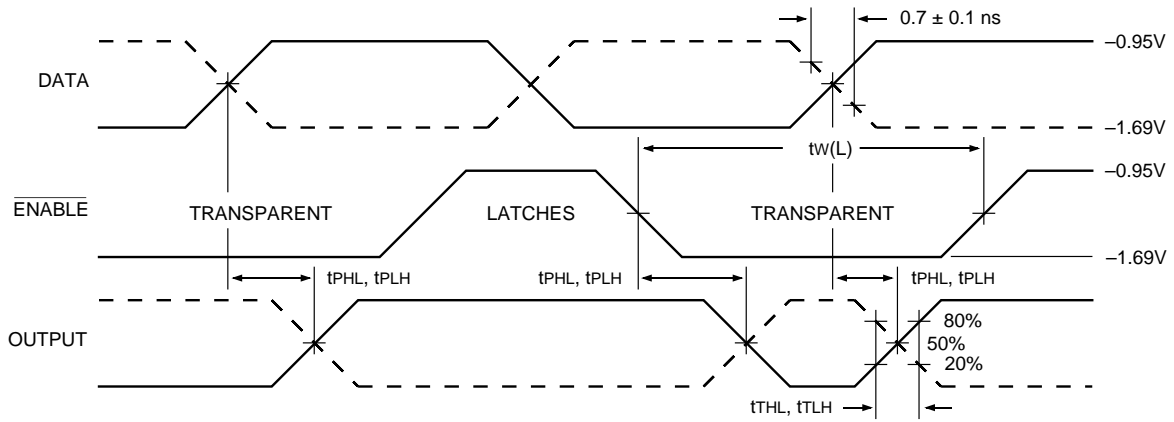 0.7 ± 0.1 ns
–0.95V
DATA
–1.69V
tW(L)
–0.95V
ENABLE
TRANSPARENT
LATCHES
TRANSPARENT
–1.69V
tPHL, tPLH
tPHL, tPLH
tPHL, tPLH
OUTPUT
80%
50%
20%
tTHL, tTLH